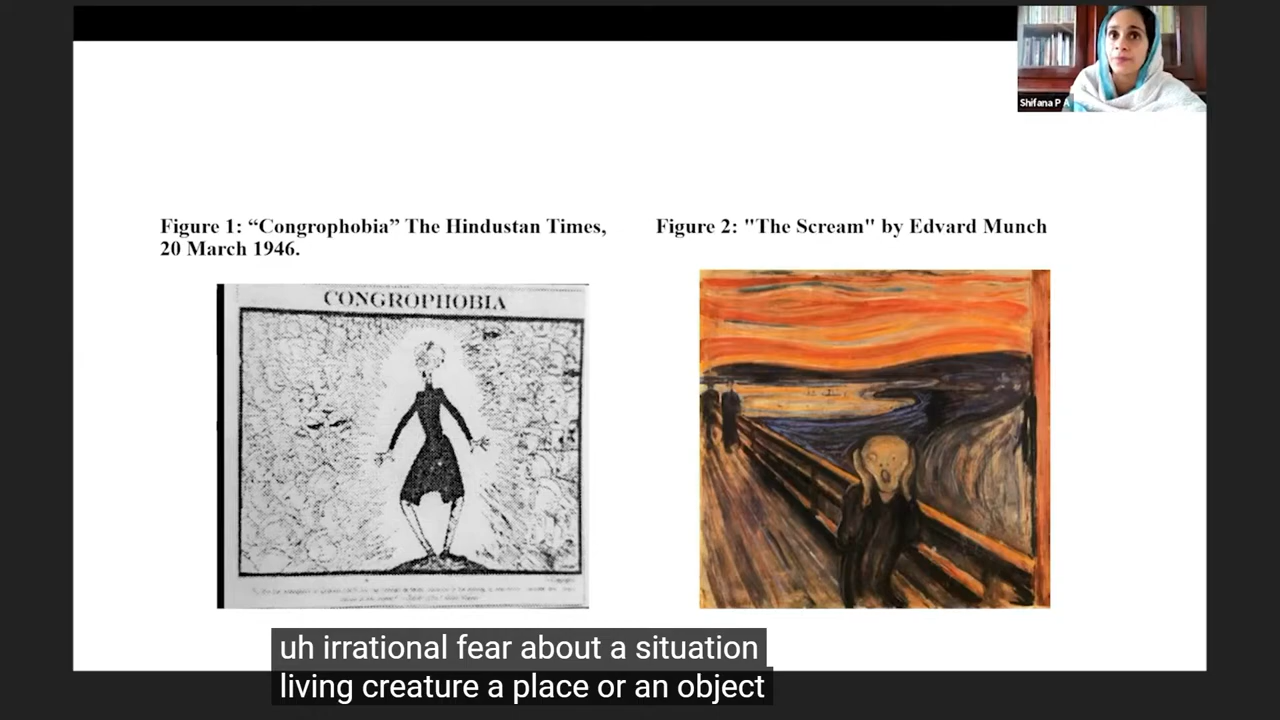 Shifana P A
Figure 1: “Congrophobia” The Hindustan Times,
20 March 1946.
Figure 2: "The Scream" by Edvard Munch
CONGROPHOBIA
uh irrational fear about a situation
living creature a place or an object